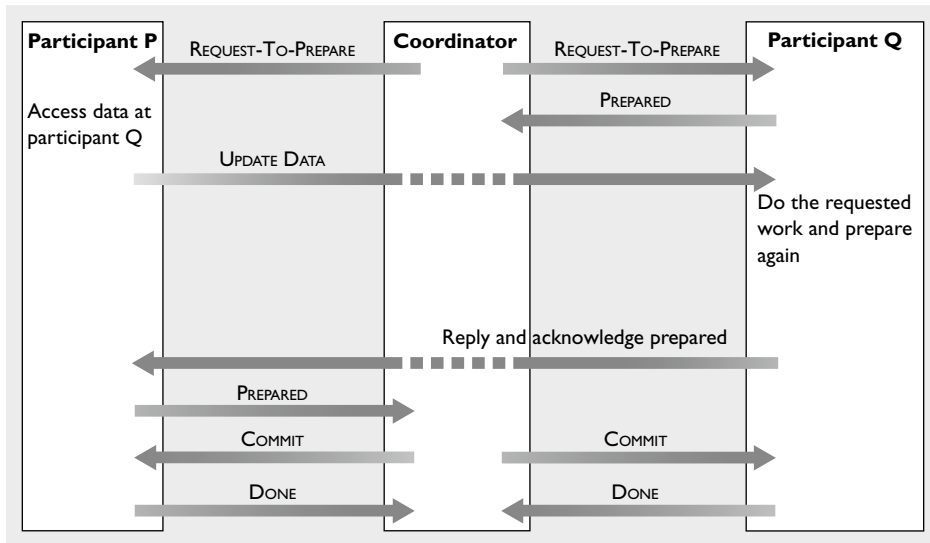 Participant P
Coordinator
Participant Q
Request-To-Prepare
Request-To-Prepare
Prepared
Access data at
participant Q
Update Data
Do the requested
work and prepare
again
Reply and acknowledge prepared
Prepared
Commit
Commit
Done
Done